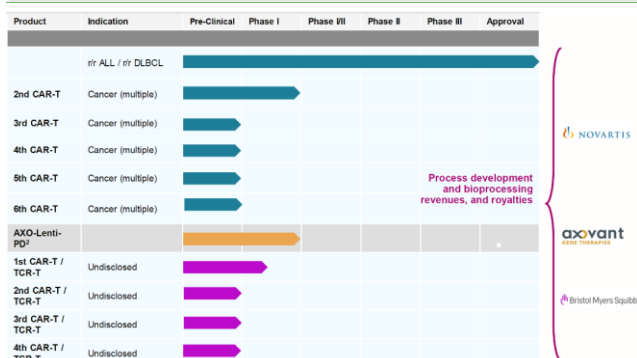 Product Indication Pre-Clinical Phase I Phase I/II Phase II Phase III Approval
r/r ALL / r/r DLBCL
2nd CAR-T Cancer (multiple)
3rd CAR-T Cancer (multiple)
4th CAR-T Cancer (multiple)
5th CAR-T Cancer (multiple)
6th CAR-T Cancer (multiple)
Process development
and bioprocessing
revenues, and royalties
NOVARTIS
AXO-Lenti-
PD²
axovant
GENE THERAPIES
1st CAR-T /
TCR-T
Undisclosed
2nd CAR-T /
TCR-T
Undisclosed
Bristol Myers Squibb
3rd CAR-T /
TCR-T
Undisclosed
4th CAR-T /
TCR-T
Undisclosed